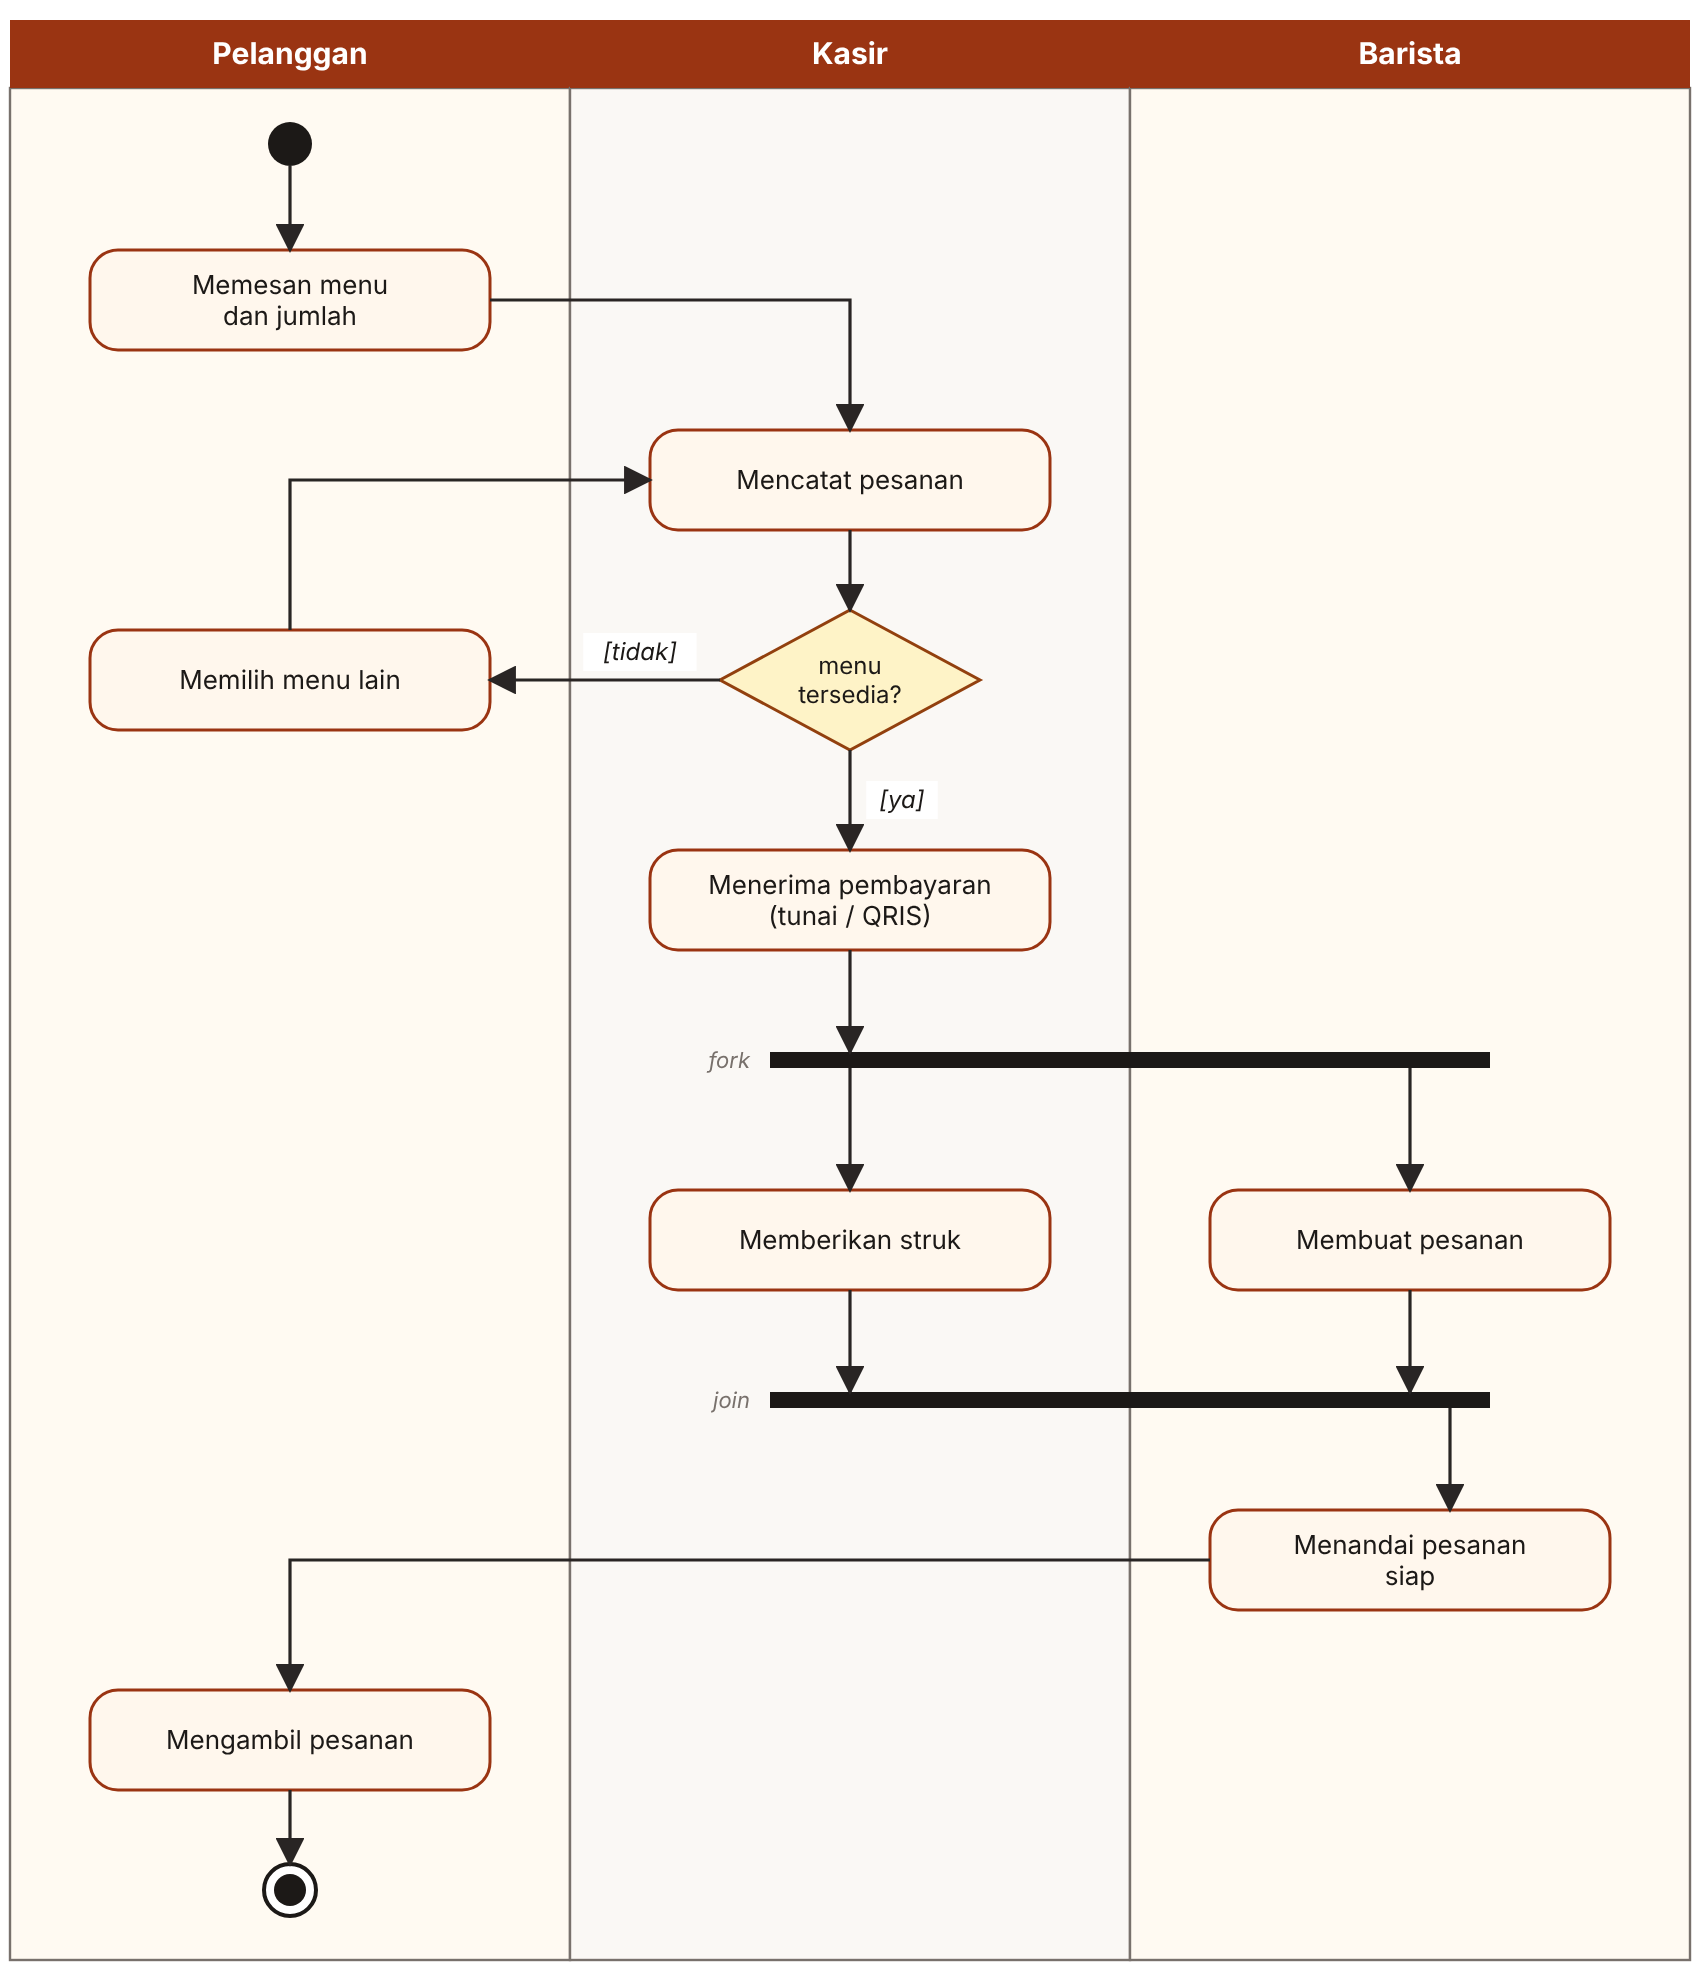 Pelanggan
Kasir
Barista
Memesan menu
dan jumlah
Mencatat pesanan
Memilih menu lain
[tidak]
menu
tersedia?
[ya]
Menerima pembayaran
(tunai / QRIS)
fork
Memberikan struk
Membuat pesanan
join
Menandai pesanan
siap
Mengambil pesanan